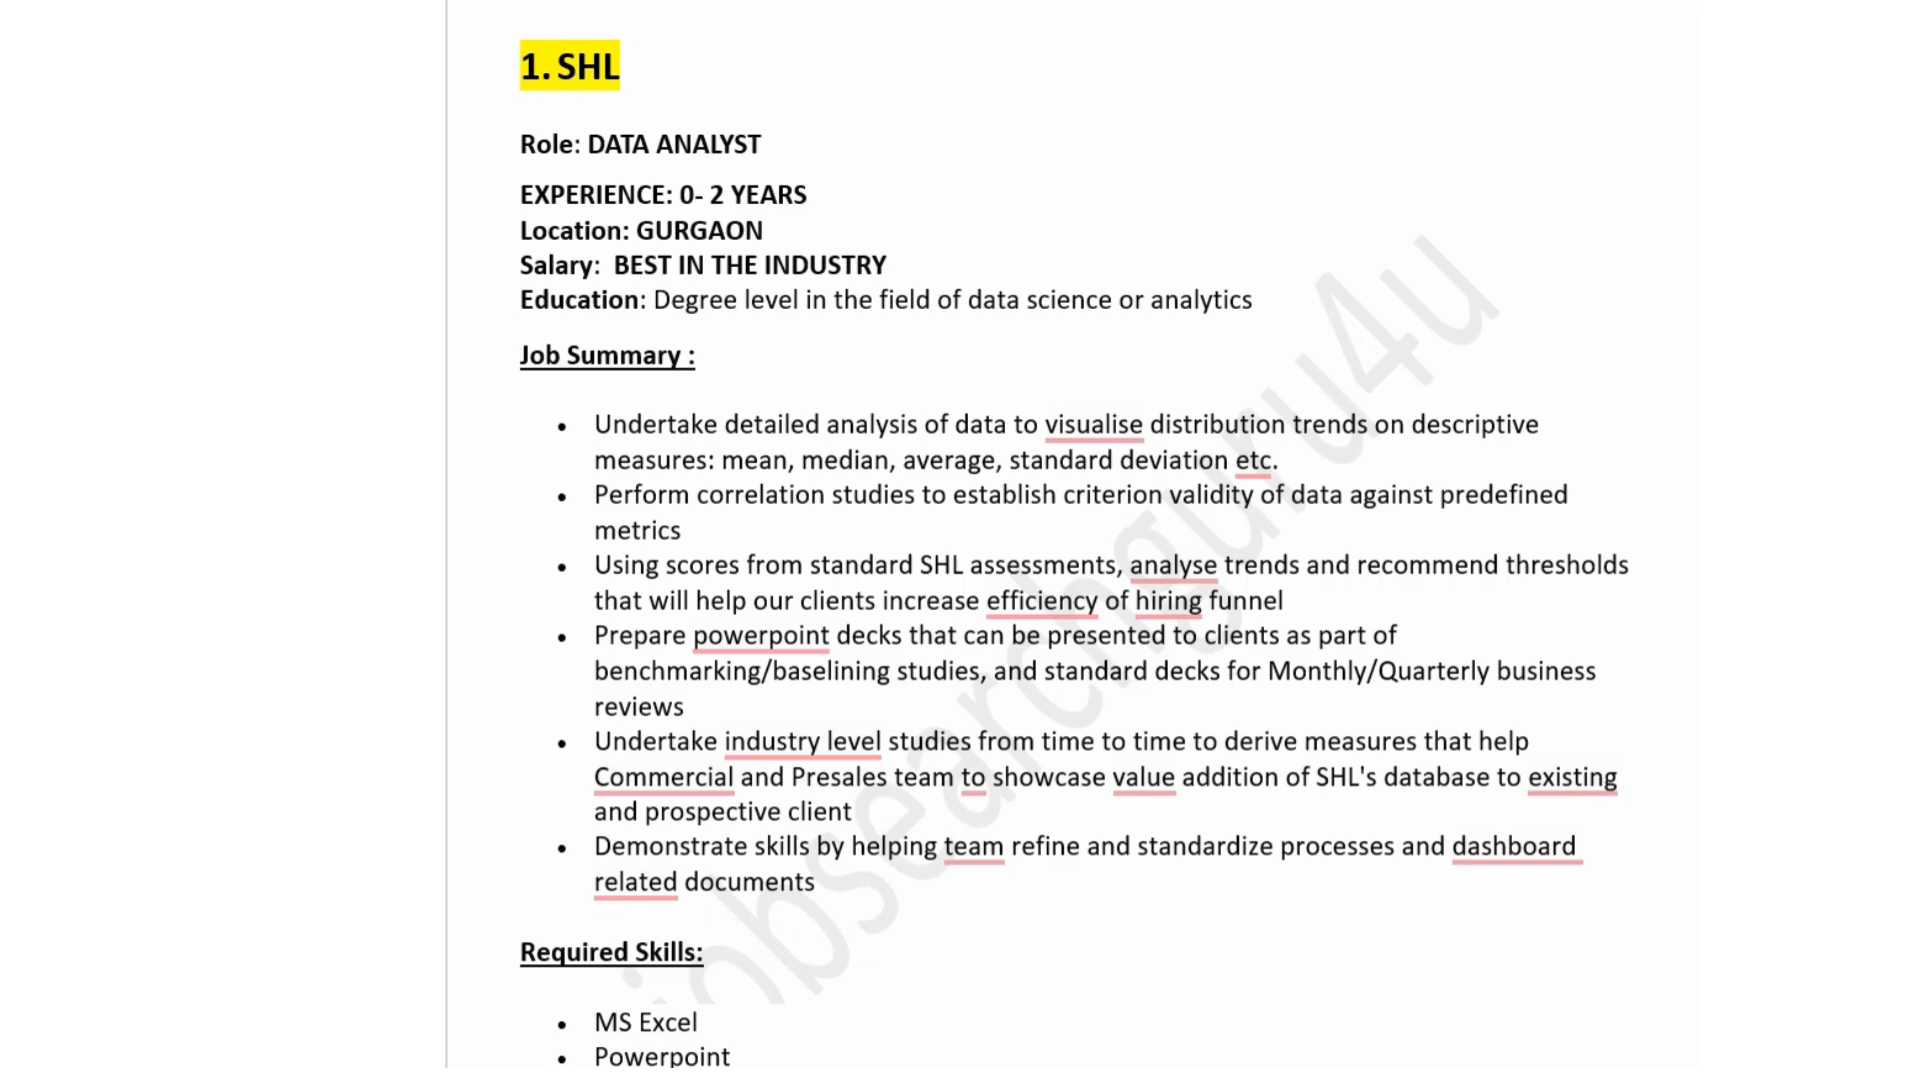 1. SHL
Role: DATA ANALYST
EXPERIENCE: 0- 2 YEARS
Location: GURGAON
Salary:  BEST IN THE INDUSTRY
Education: Degree level in the field of data science or analytics
Job Summary :
• Undertake detailed analysis of data to visualise distribution trends on descriptive
measures: mean, median, average, standard deviation etc.
• Perform correlation studies to establish criterion validity of data against predefined
metrics
• Using scores from standard SHL assessments, analyse trends and recommend thresholds
that will help our clients increase efficiency of hiring funnel
• Prepare powerpoint decks that can be presented to clients as part of
benchmarking/baselining studies, and standard decks for Monthly/Quarterly business
reviews
• Undertake industry level studies from time to time to derive measures that help
Commercial and Presales team to showcase value addition of SHL's database to existing
and prospective client
• Demonstrate skills by helping team refine and standardize processes and dashboard
related documents
Required Skills:
• MS Excel
• Powerpoint
jobsearchguru4u